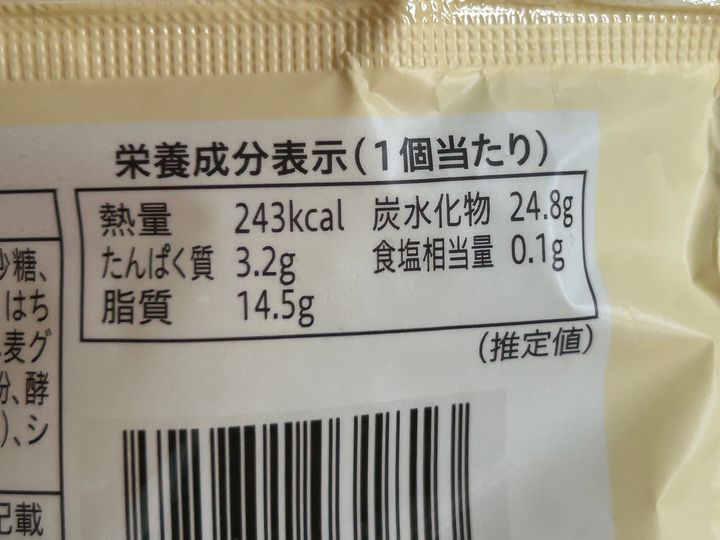 栄養成分表示(1個当たり)
熱量 243kcal 炭水化物 24.8g
たんぱく質 3.2g 食塩相当量 0.1g
脂質 14.5g
(推定値)
糖、
はち
麦グ
、酵
)、シ
記載